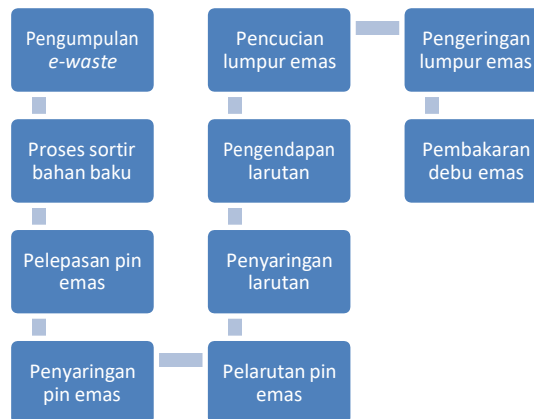 Pengumpulan
e-waste
Proses sortir
bahan baku
Pelepasan pin
emas
Penyaringan
pin emas
Pelarutan pin
emas
Penyaringan
larutan
Pengendapan
larutan
Pencucian
lumpur emas
Pengeringan
lumpur emas
Pembakaran
debu emas